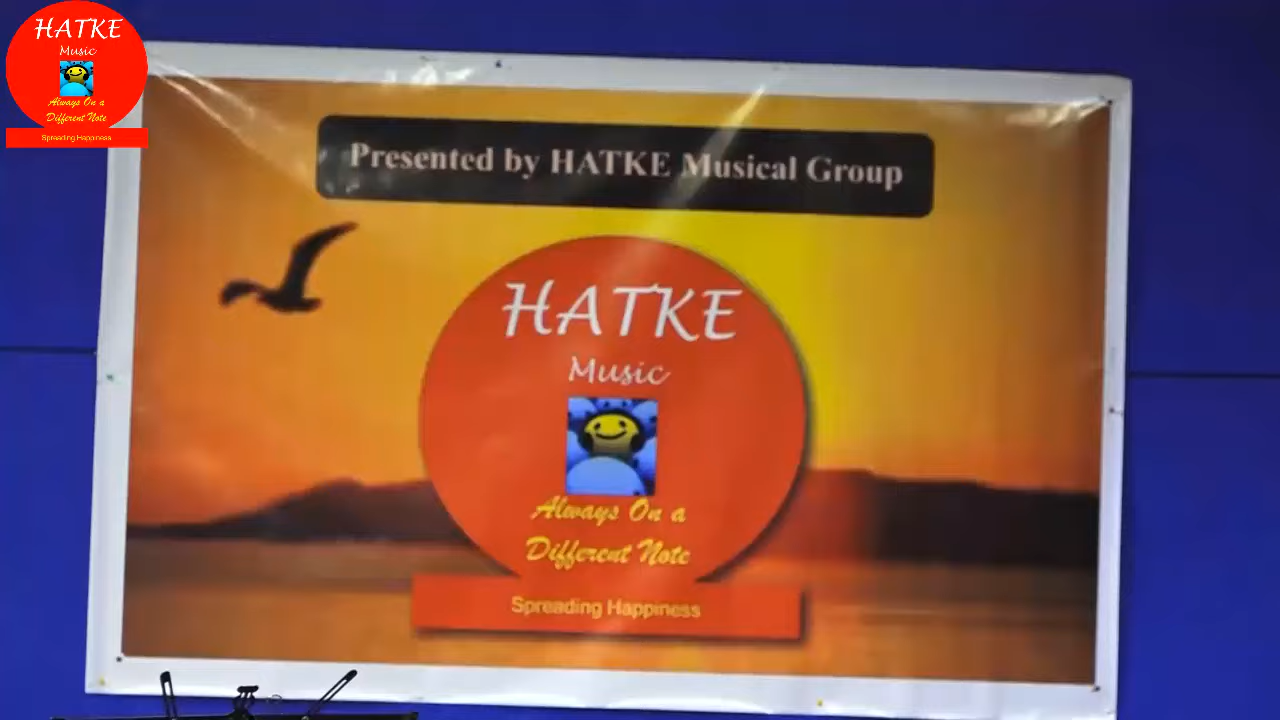 HATKE
Music
Always On a
Different Note
Spreading Happiness
Presented by HATKE Musical Group
HATKE
Music
Always On a
Different Note
Spreading Happiness